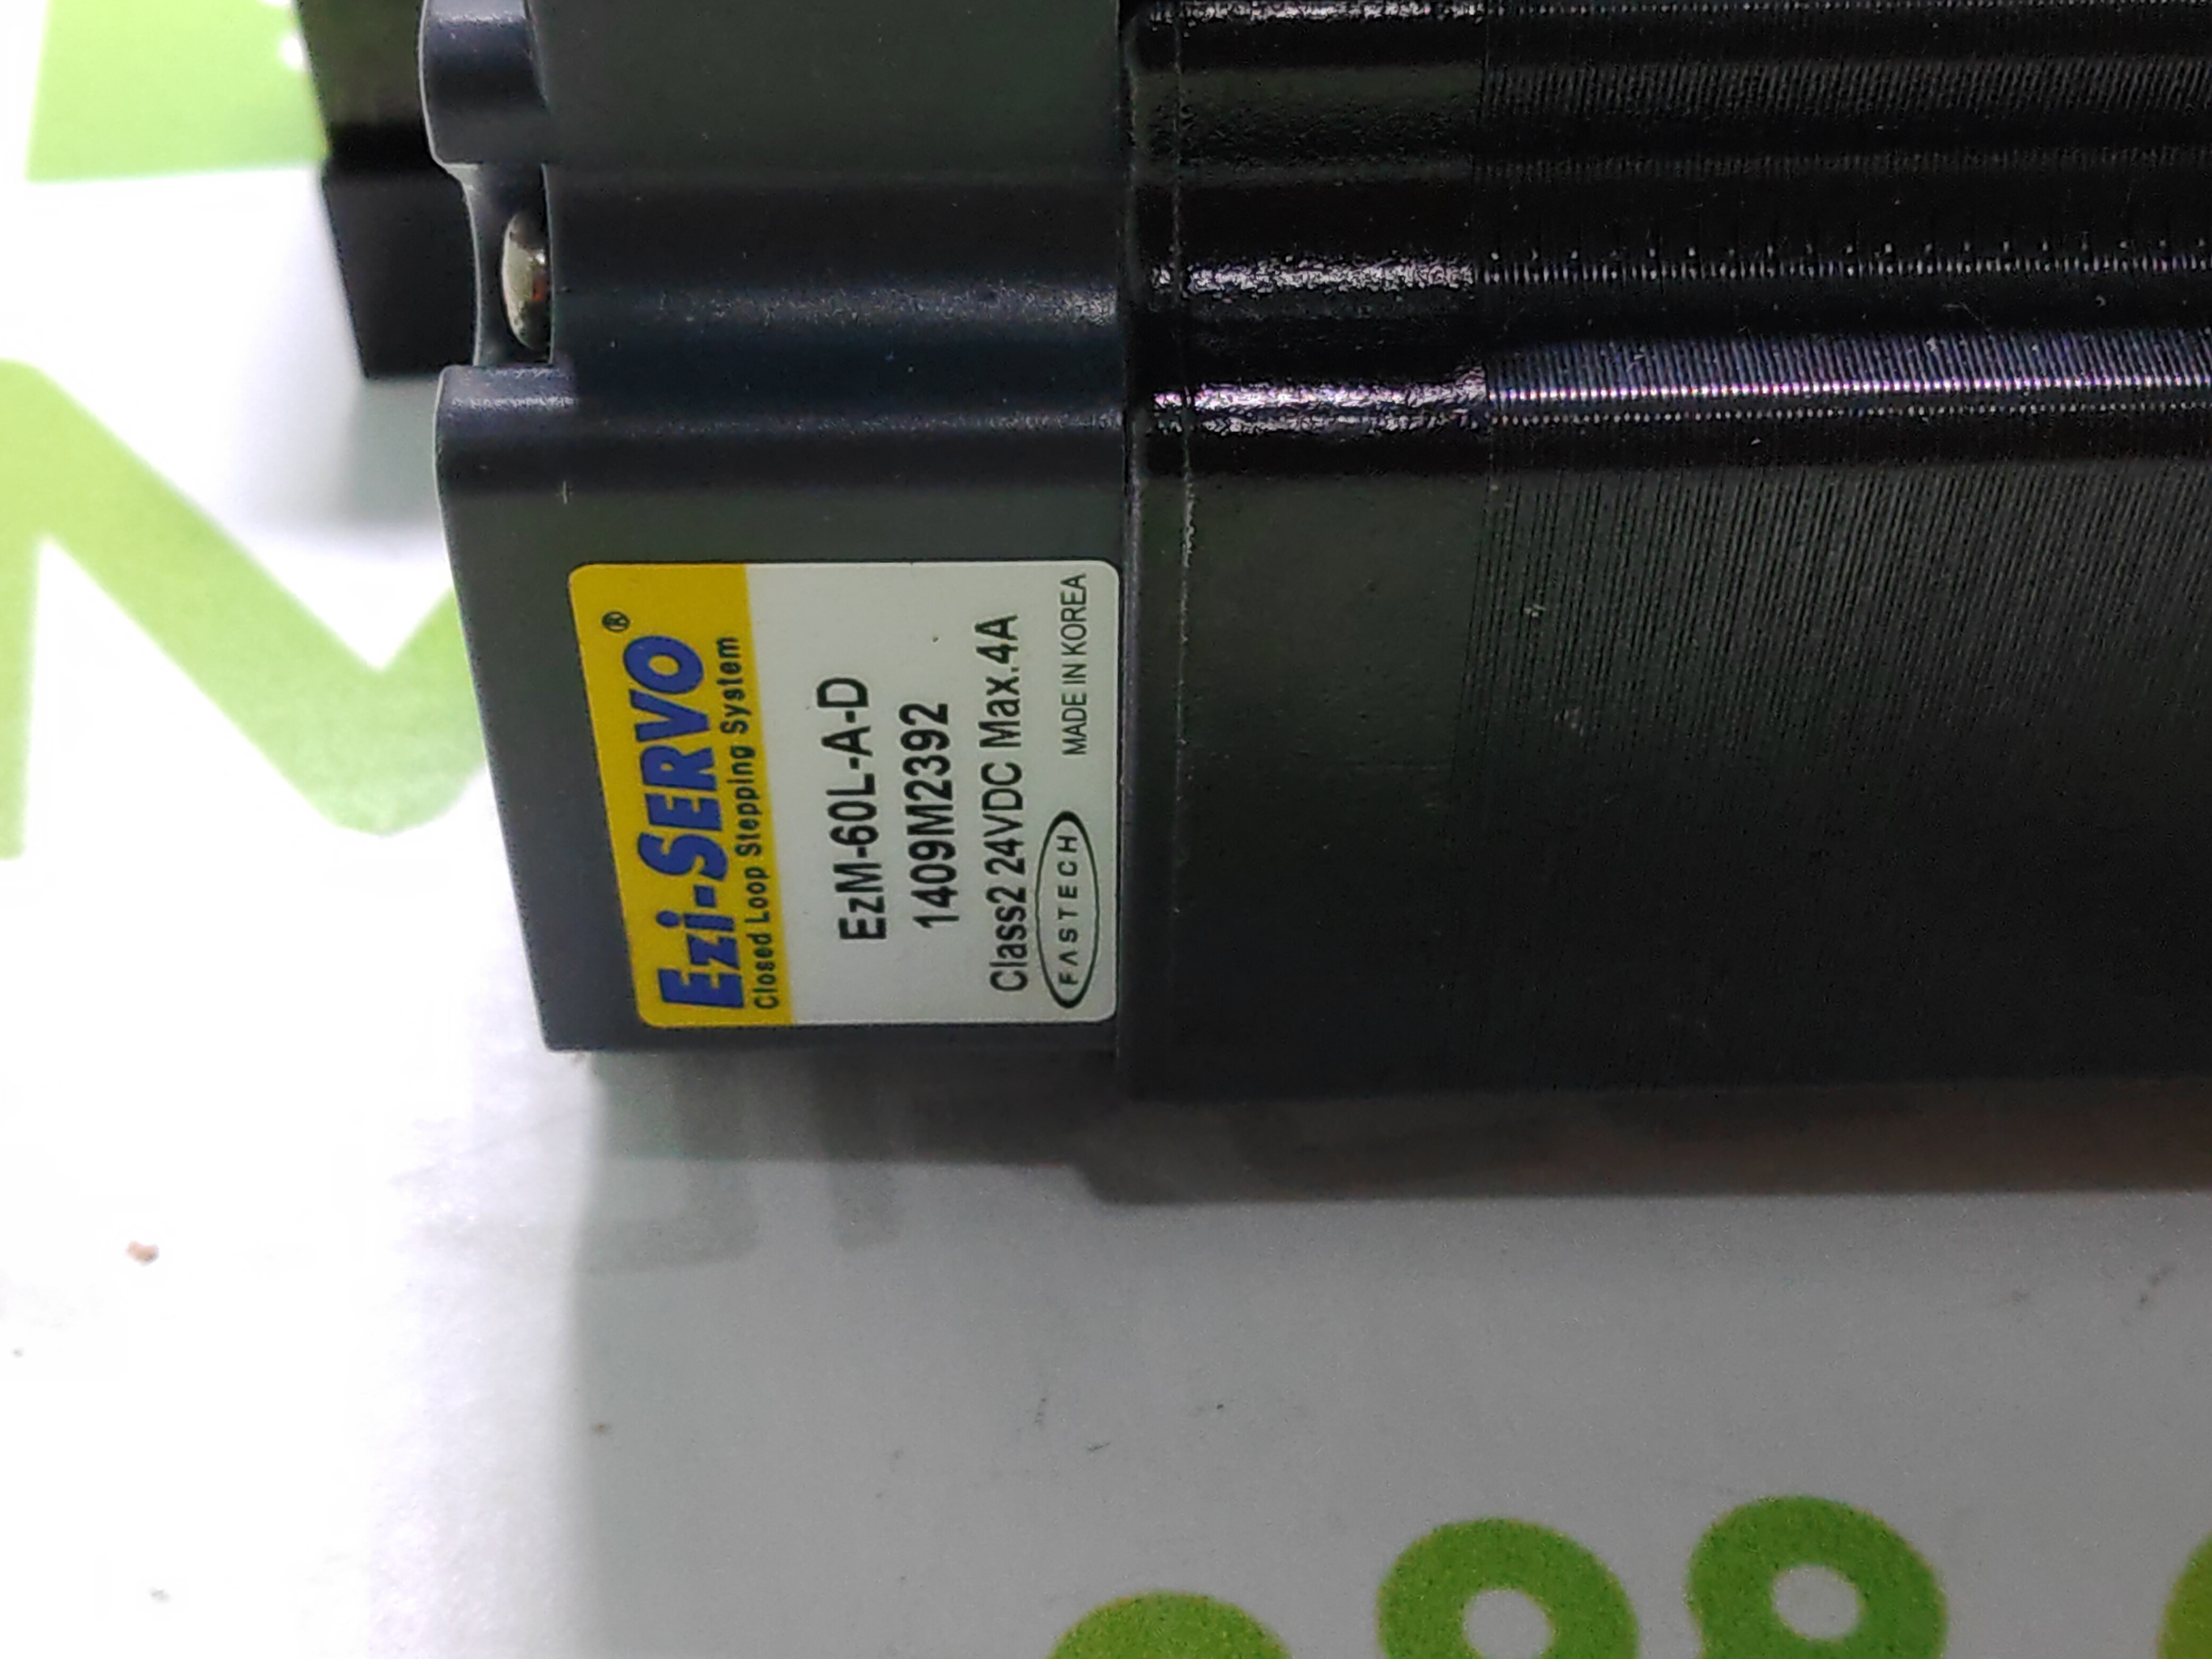 Ezi-SERVO®
Closed Loop Stepping System
EzM-60L-A-D
1409M2392
Class2 24VDC Max.4A
FASTECH MADE IN KOREA